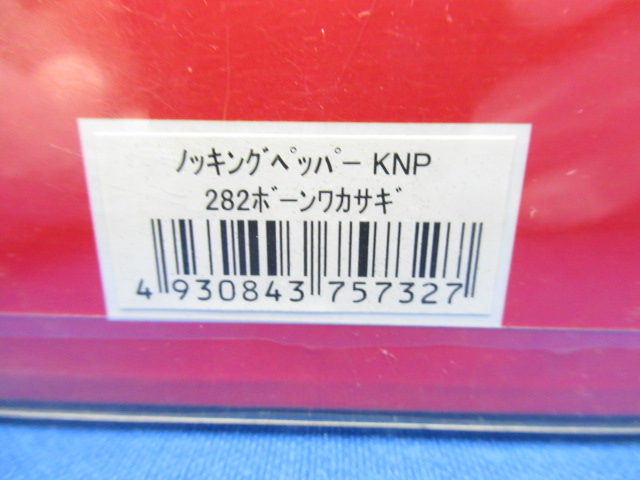 ﾉｯｷﾝｸﾞﾍﾟｯﾊﾟｰ KNP
282ﾎﾞｰﾝﾜｶｻｷﾞ
4 930843 757327